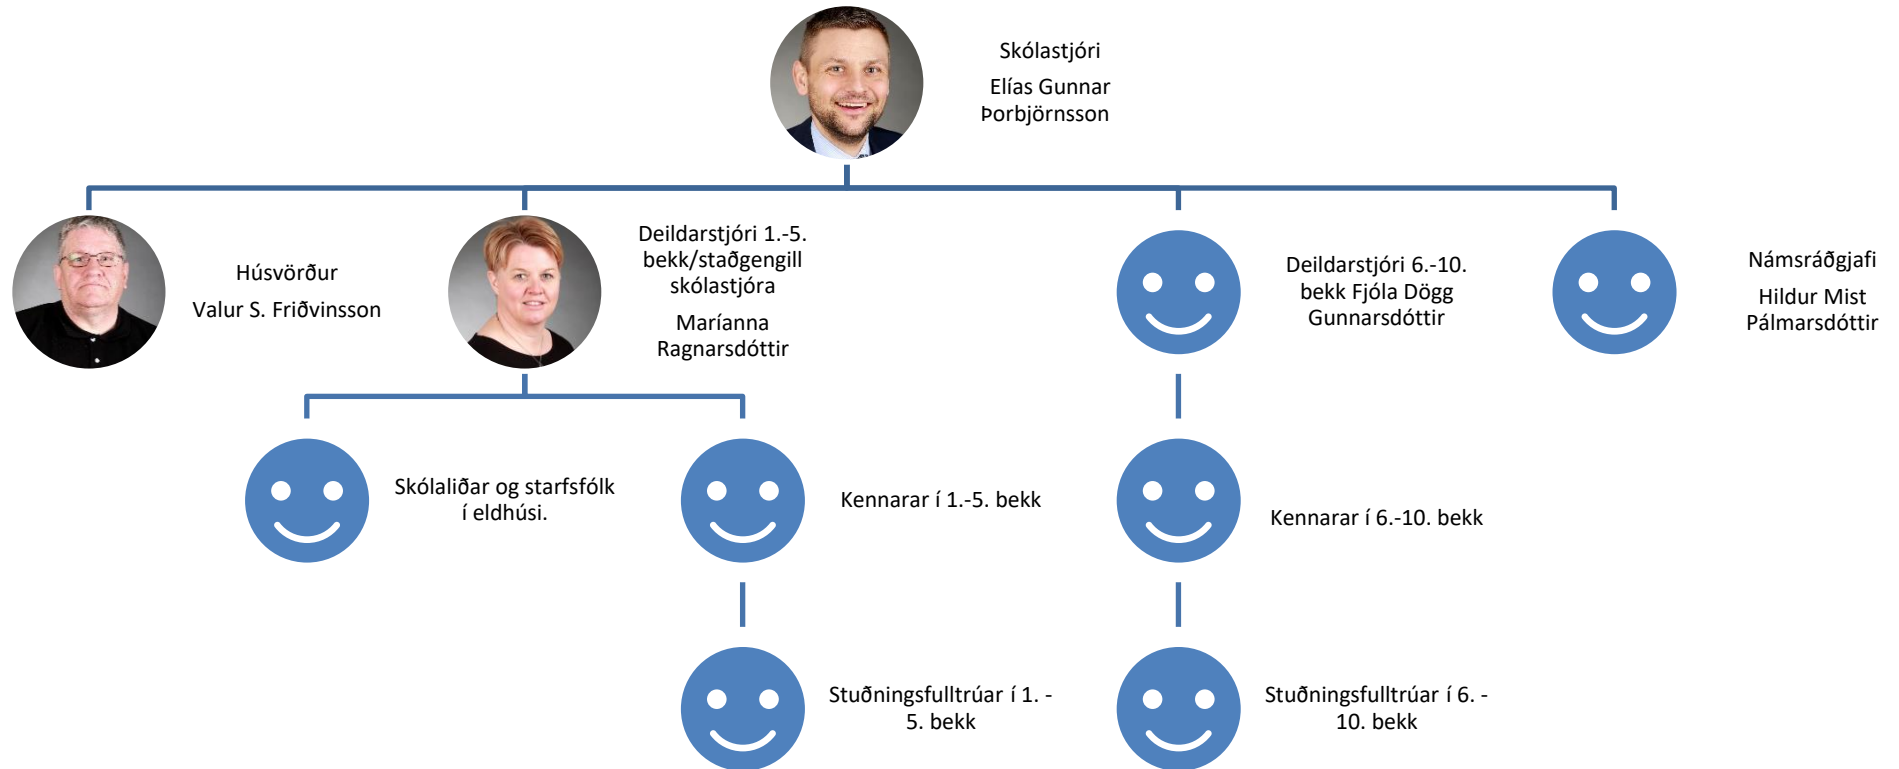 Skólastjóri
Elías Gunnar
Þorbjörnsson
Húsvörður
Valur S. Friðvinsson
Deildarstjóri 1.-5.
bekk/staðgengill
skólastjóra
Maríanna
Ragnarsdóttir
Deildarstjóri 6.-10.
bekk Fjóla Dögg
Gunnarsdóttir
Námsráðgjafi
Hildur Mist
Pálmarsdóttir
Skólaliðar og starfsfólk
í eldhúsi.
Kennarar í 1.-5. bekk
Kennarar í 6.-10. bekk
Stuðningsfulltrúar í 1. -
5. bekk
Stuðningsfulltrúar í 6. -
10. bekk